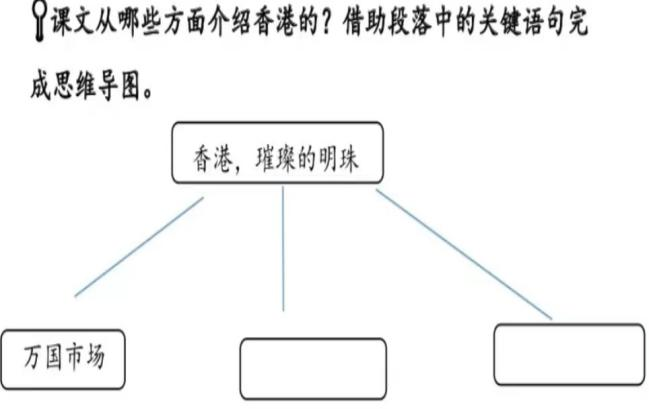 课文从哪些方面介绍香港的？借助段落中的关键语句完
成思维导图。
香港，璀璨的明珠
万国市场